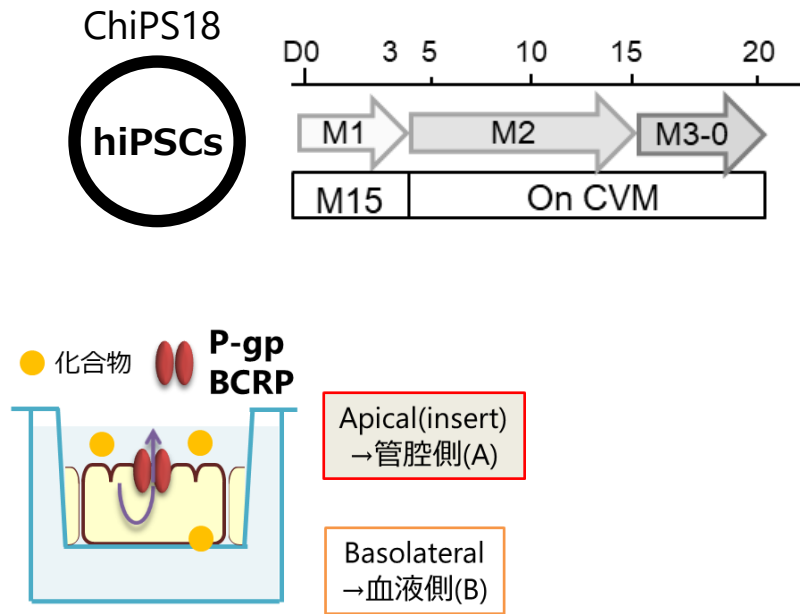 ChiPS18
hiPSCs
D0 3 5 10 15 20
M1 M2 M3-0
M15 On CVM
化合物
P-gp
BCRP
Apical(insert)
→管腔側(A)
Basolateral
→血液側(B)